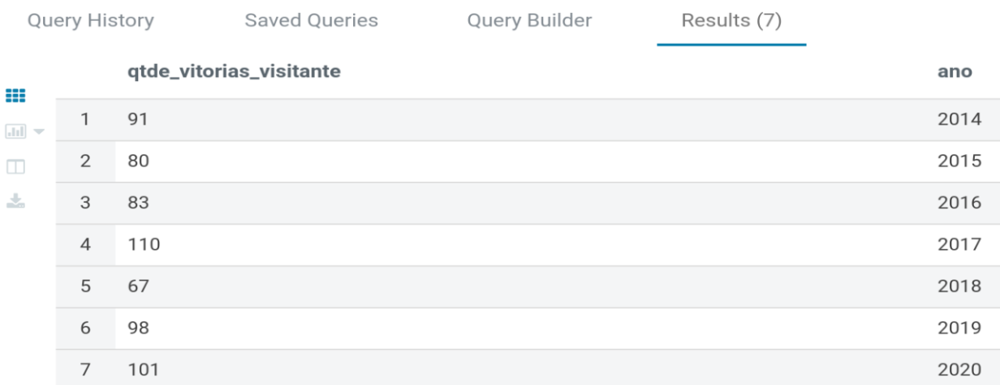 Query History Saved Queries Query Builder Results (7)
qtde_vitorias_visitante ano
1 91 2014
2 80 2015
3 83 2016
4 110 2017
5 67 2018
6 98 2019
7 101 2020